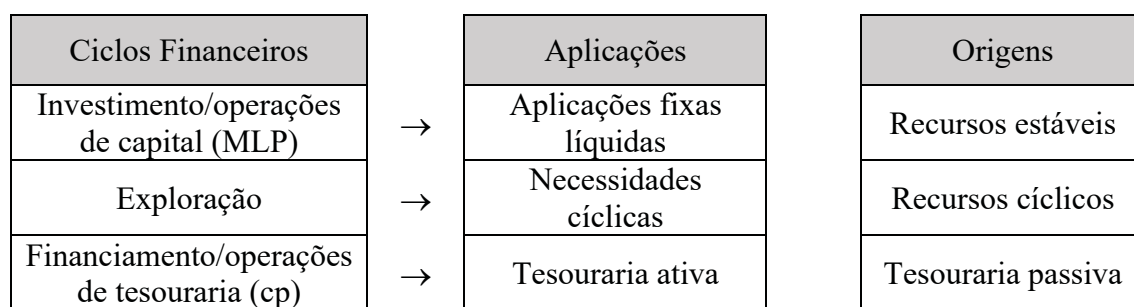 Ciclos Financeiros
Aplicações
Origens
Investimento/operações
de capital (MLP)
→
Aplicações fixas
líquidas
Recursos estáveis
Exploração
→
Necessidades
cíclicas
Recursos cíclicos
Financiamento/operações
de tesouraria (cp)
→
Tesouraria ativa
Tesouraria passiva